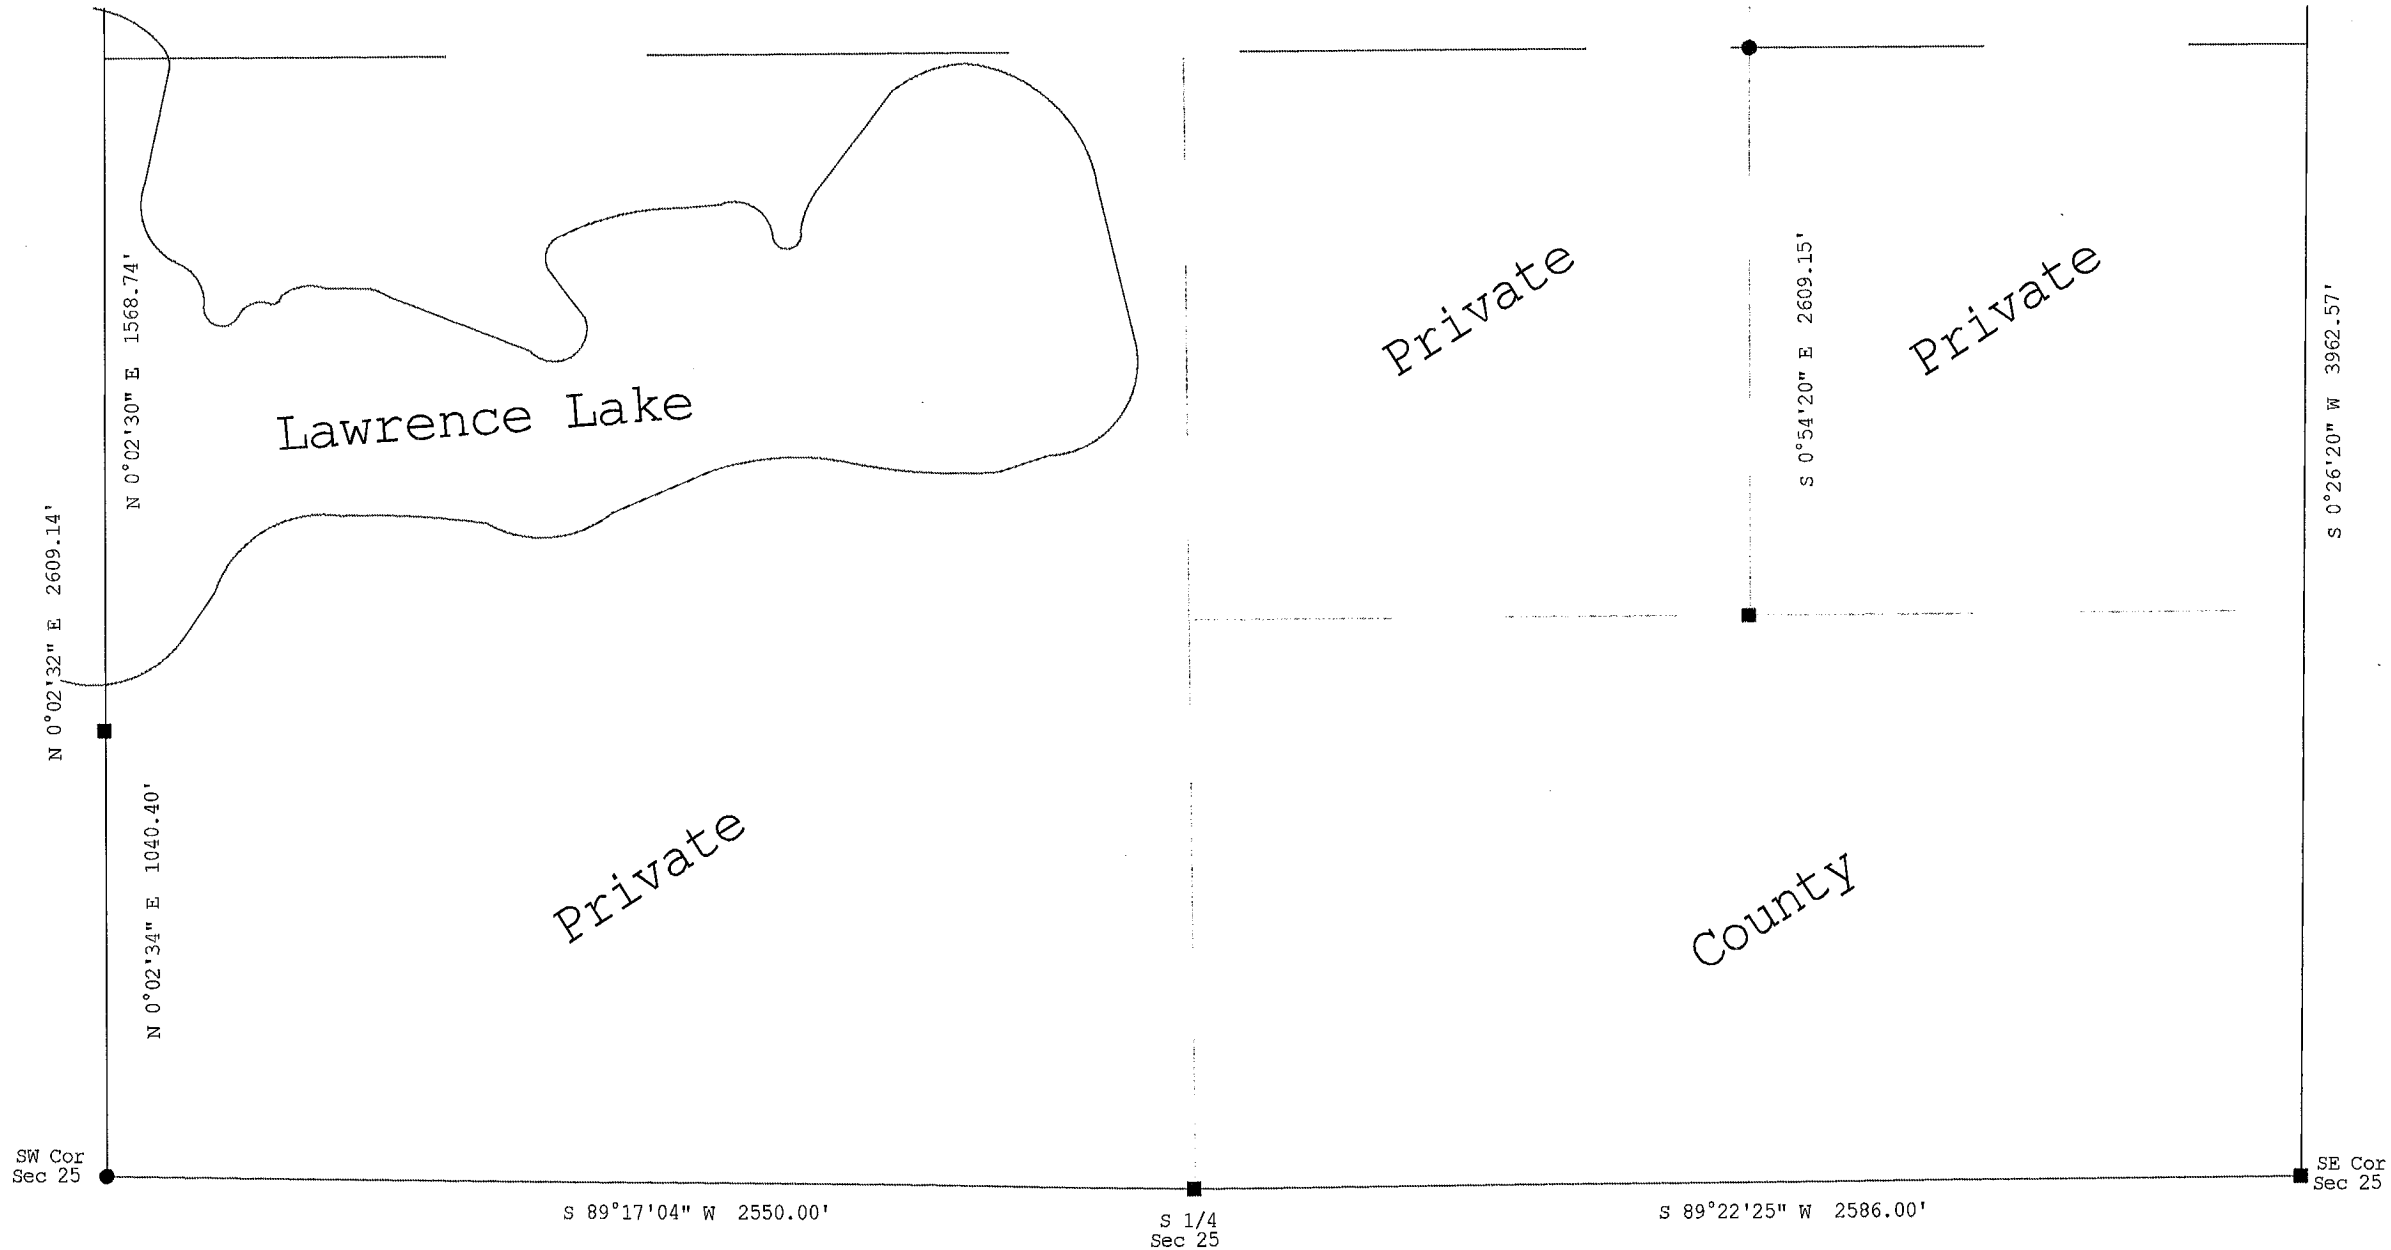 N 0°02'30" E 1568.74'
N 0°02'32" E 2609.14'
N 0°02'34" E 1040.40'
Lawrence Lake
Private
Private
S 0°54'20" E 2609.15'
S 0°26'20" W 3962.57'
Private
County
SW Cor
Sec 25
S 89°17'04" W 2550.00'
S 1/4
Sec 25
S 89°22'25" W 2586.00'
SE Cor
Sec 25